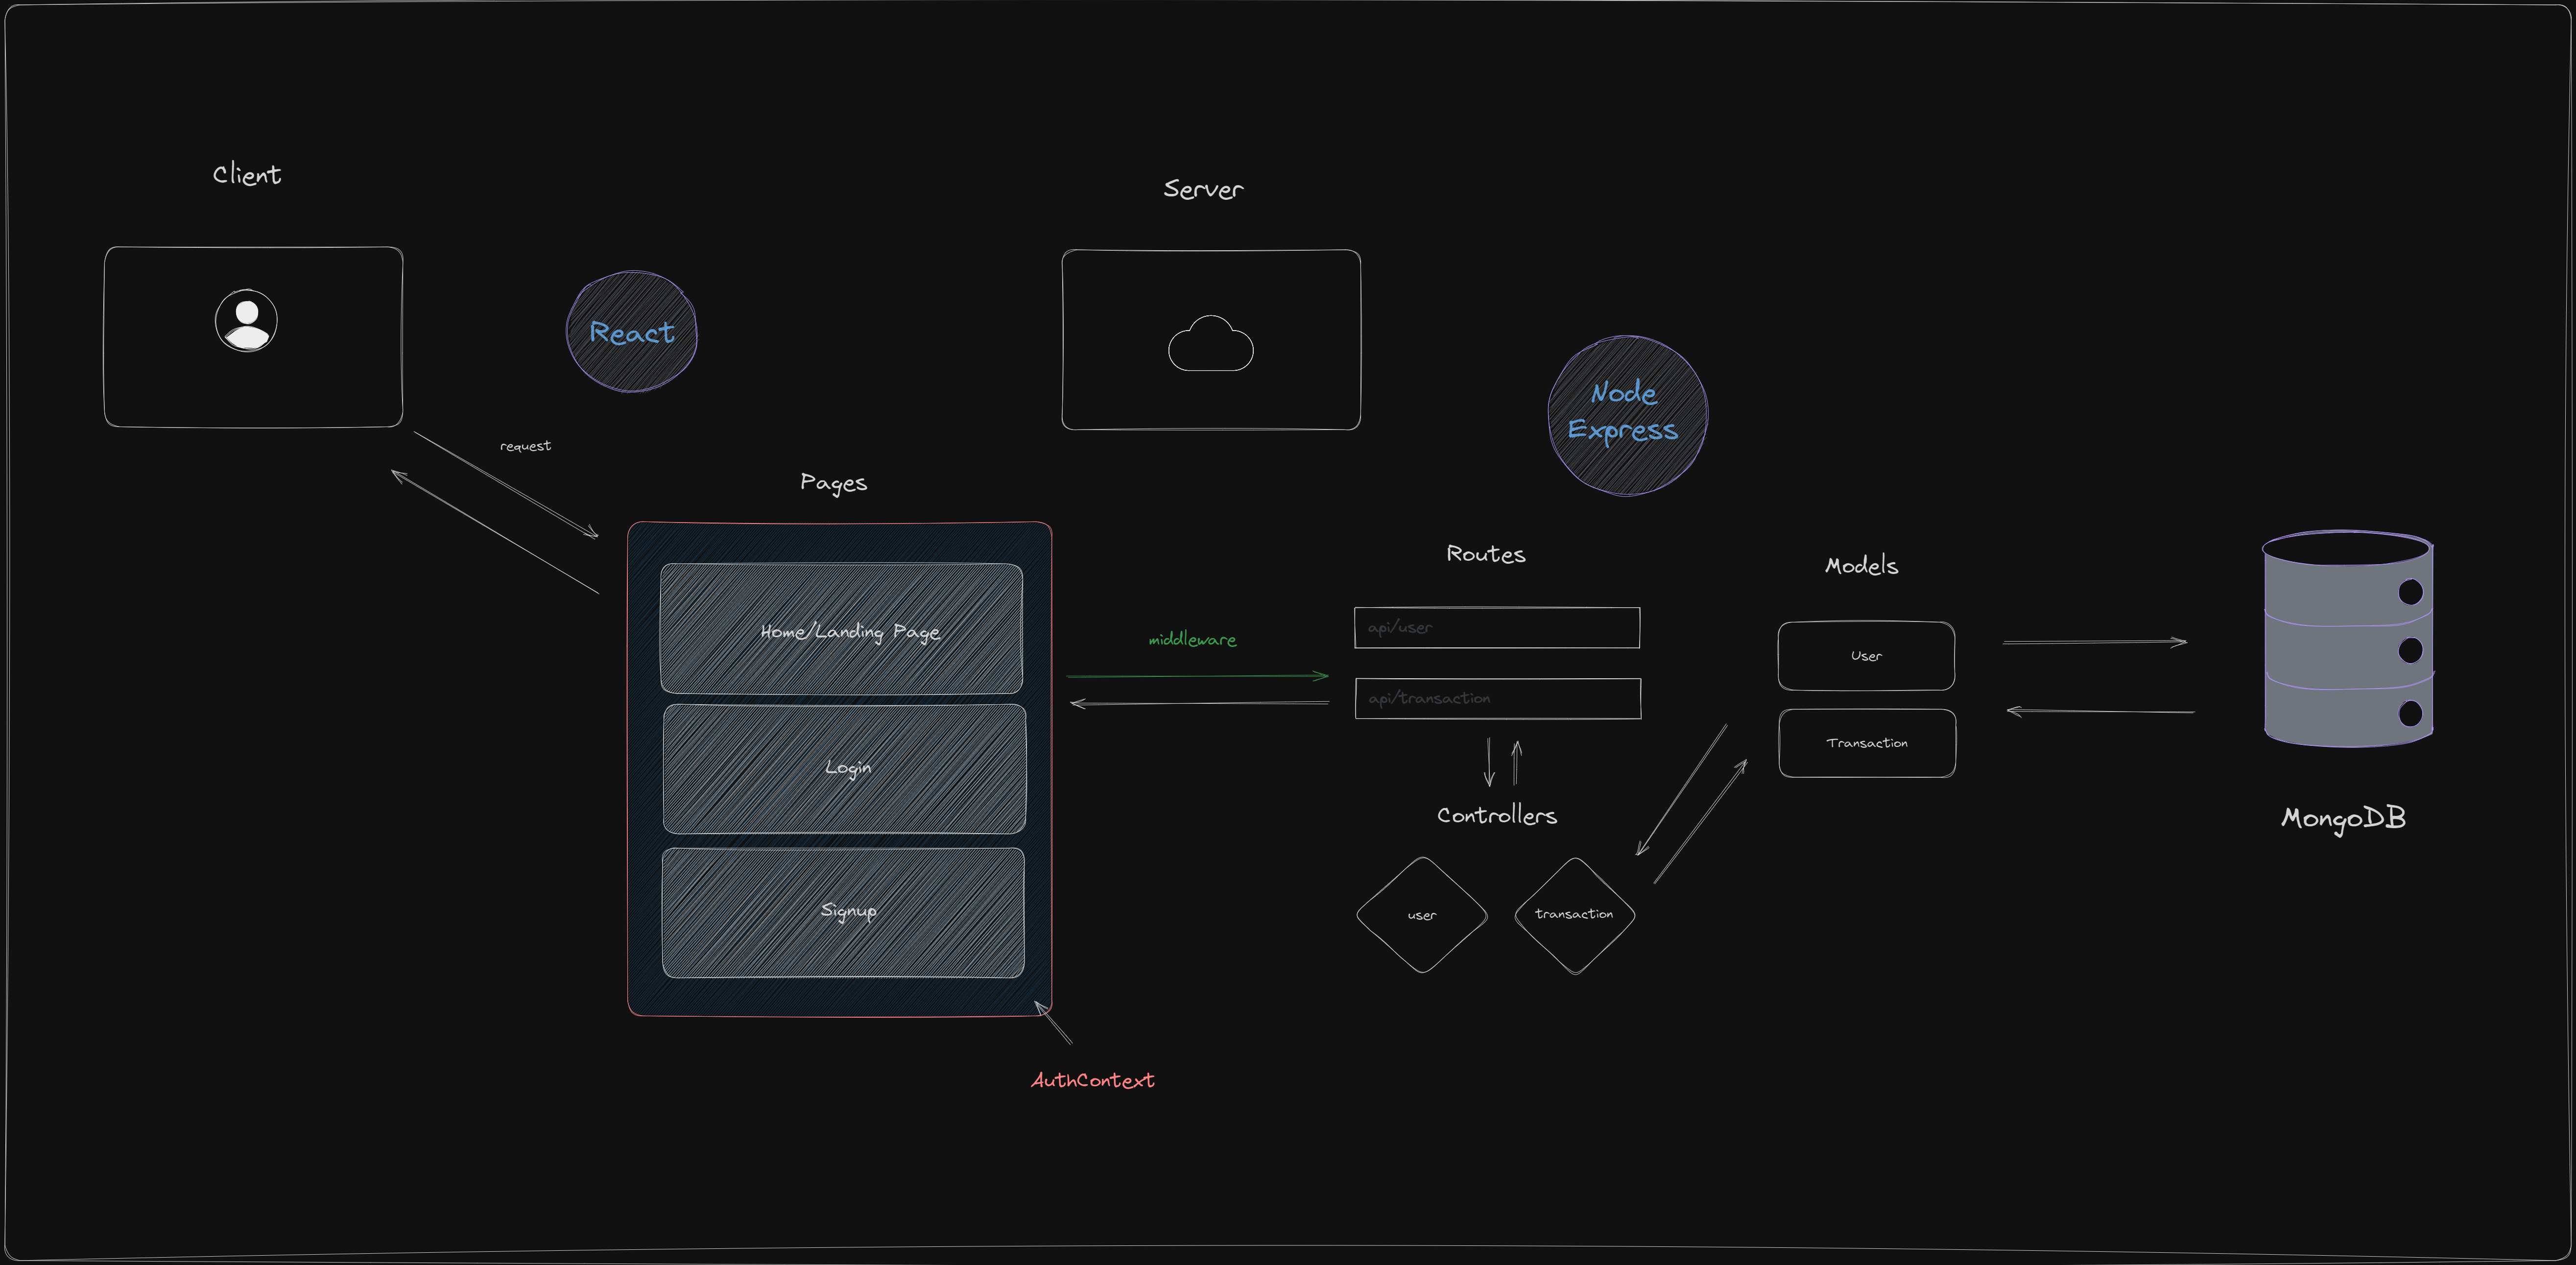 Client
Server
React
Node
Express
request
Pages
Home/Landing Page
Login
Signup
AuthContext
middleware
Routes
api/user
api/transaction
Controllers
user
transaction
Models
User
Transaction
MongoDB